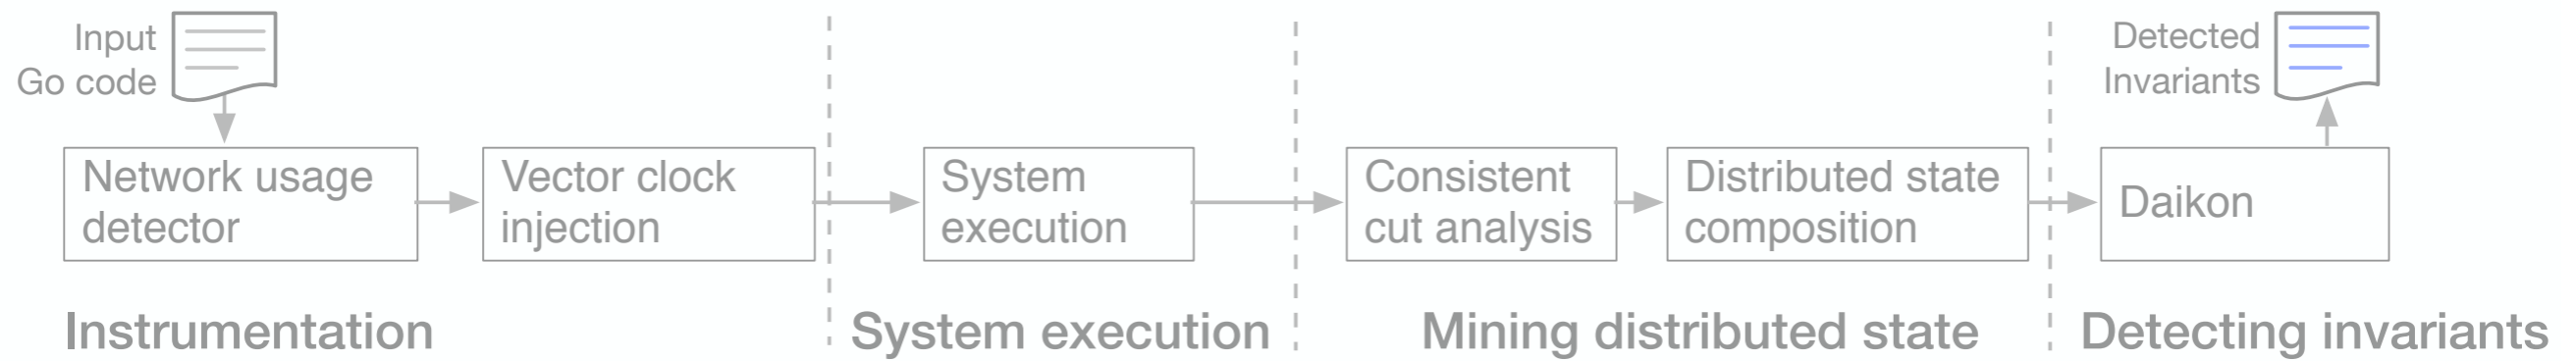 Input
Go code
Network usage
detector
Vector clock
injection
System
execution
Consistent
cut analysis
Distributed state
composition
Daikon
Detected
Invariants
Instrumentation
System execution
Mining distributed state
Detecting invariants